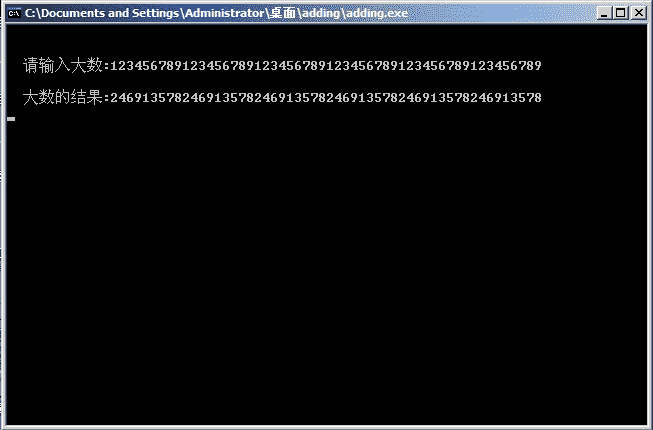 C:\Documents and Settings\Administrator\桌面\adding\adding.exe
请输入大数:123456789123456789123456789123456789123456789123456789
大数的结果:246913578246913578246913578246913578246913578246913578